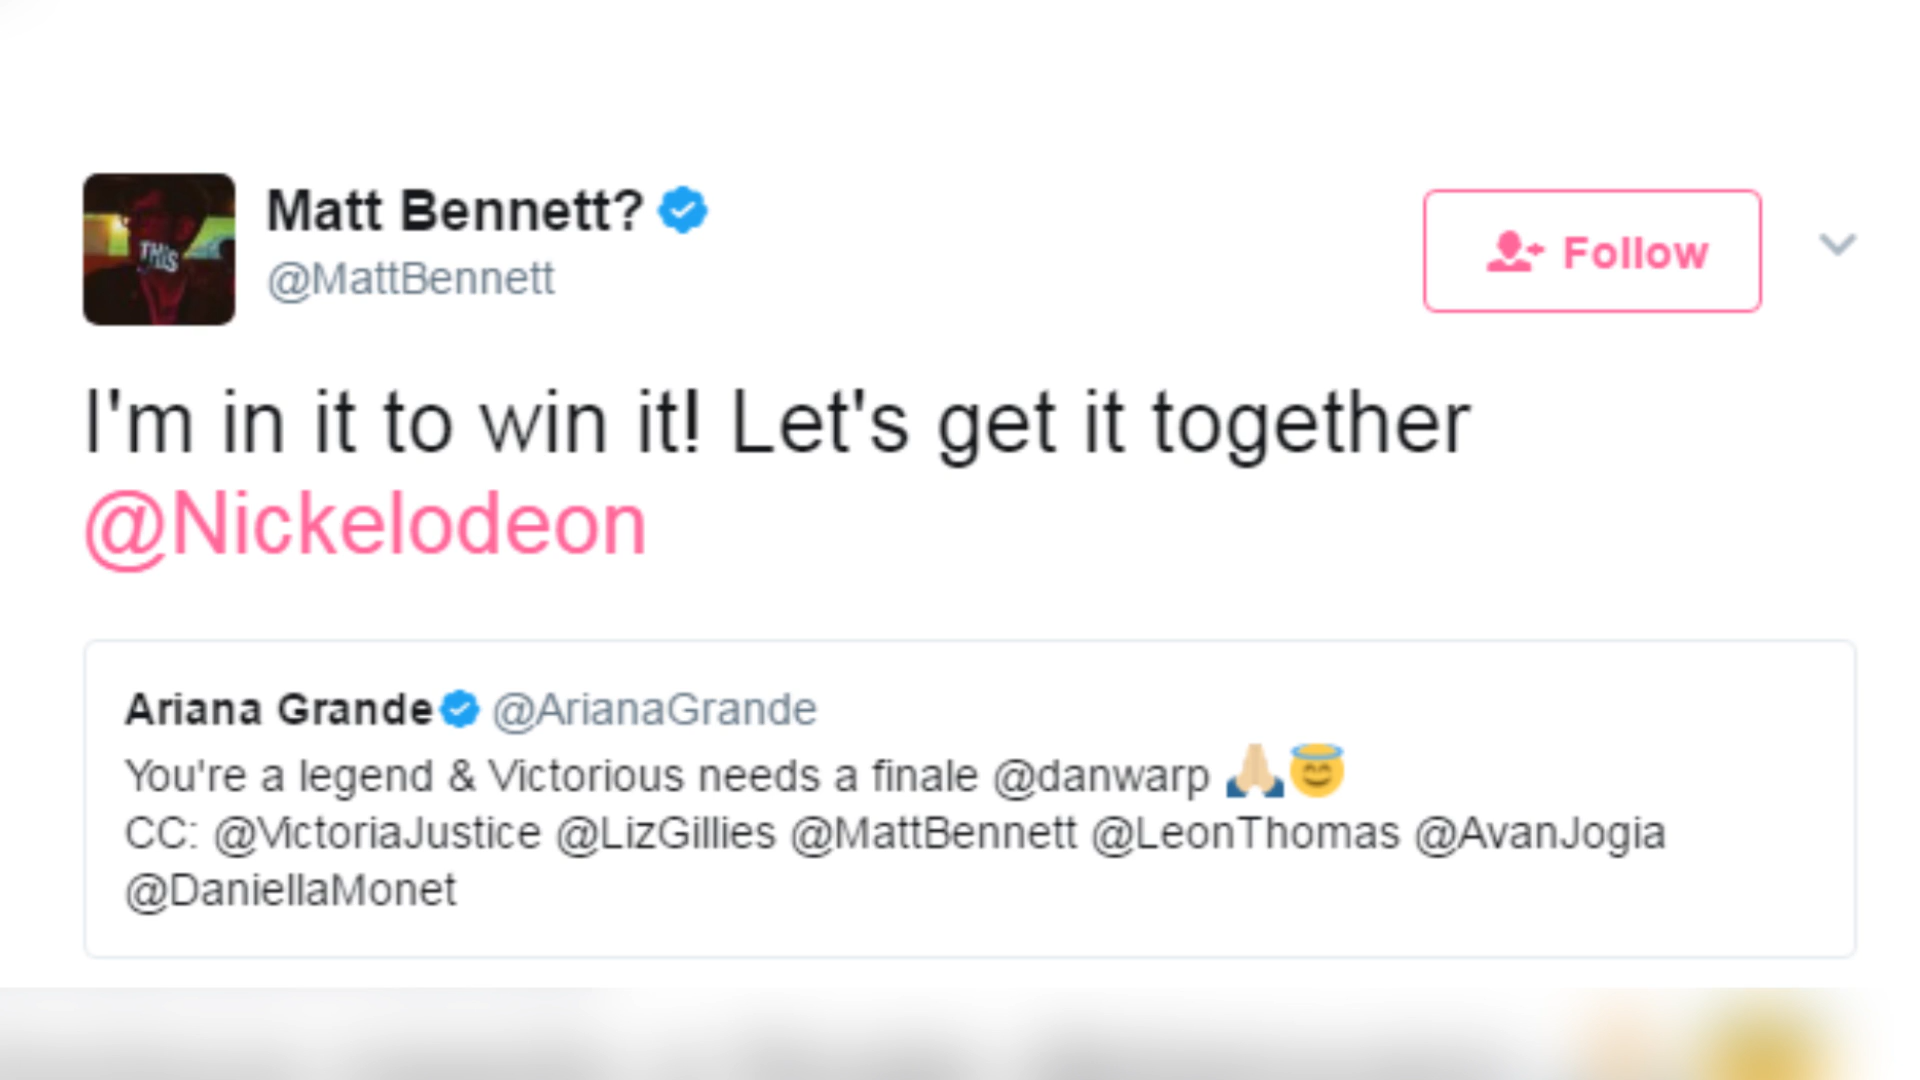 THIS
Matt Bennett?
@MattBennett
Follow
I'm in it to win it! Let's get it together
@Nickelodeon
Ariana Grande @ArianaGrande
You're a legend & Victorious needs a finale @danwarp 🙏🏼😇
CC: @VictoriaJustice @LizGillies @MattBennett @LeonThomas @AvanJogia
@DaniellaMonet